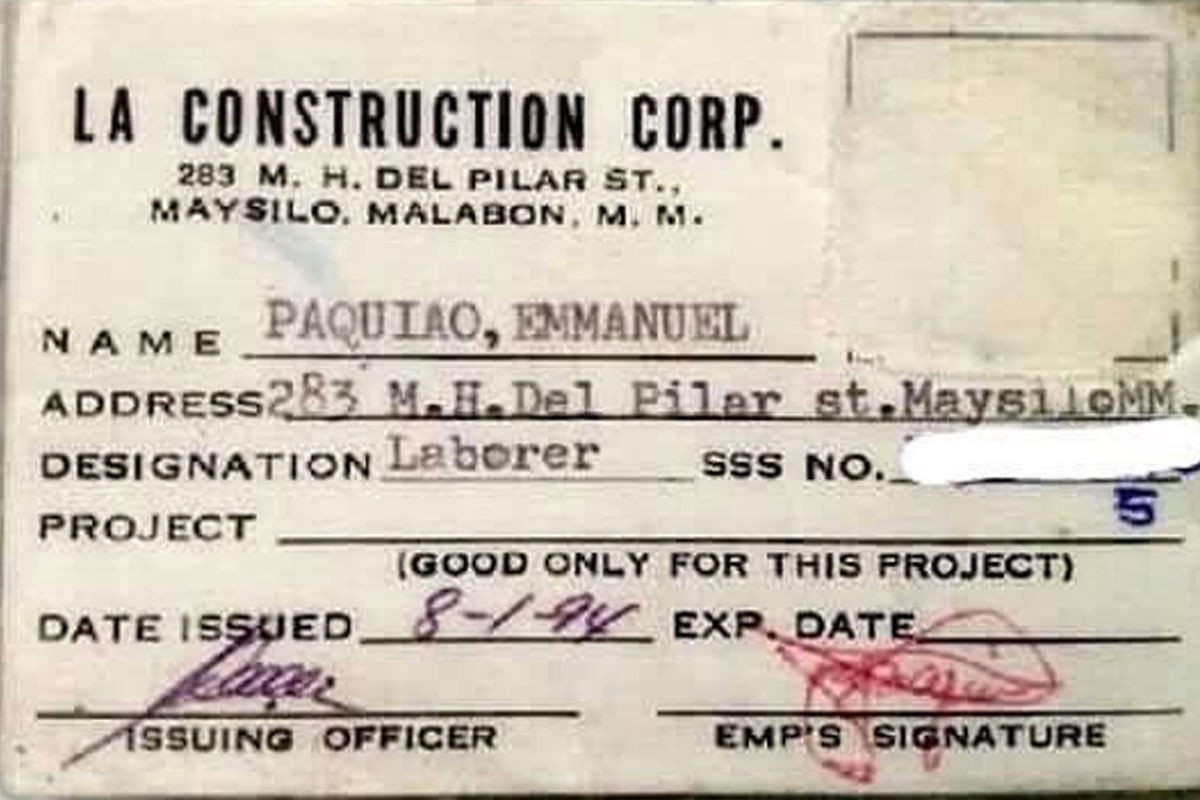 LA CONSTRUCTION CORP.
283 M. H. DEL PILAR ST.,
MAYSILO, MALABON, M. M.
NAME PAQUIAO, EMMANUEL
ADDRESS 283 M.H.Del Pilar st.MaysiloMM.
DESIGNATION Laborer SSS NO.
5
PROJECT
(GOOD ONLY FOR THIS PROJECT)
DATE ISSUED 8-1-94 EXP. DATE
ISSUING OFFICER EMP'S SIGNATURE